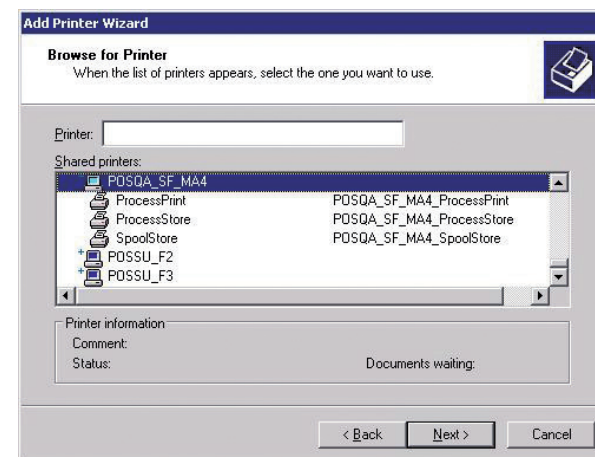 Add Printer Wizard
Browse for Printer
When the list of printers appears, select the one you want to use.
Printer:
Shared printers:
POSQA_SF_MA4
ProcessPrint POSQA_SF_MA4_ProcessPrint
ProcessStore POSQA_SF_MA4_ProcessStore
SpoolStore POSQA_SF_MA4_SpoolStore
POSSU_F2
POSSU_F3
Printer information
Comment:
Status: Documents waiting:
< Back Next > Cancel